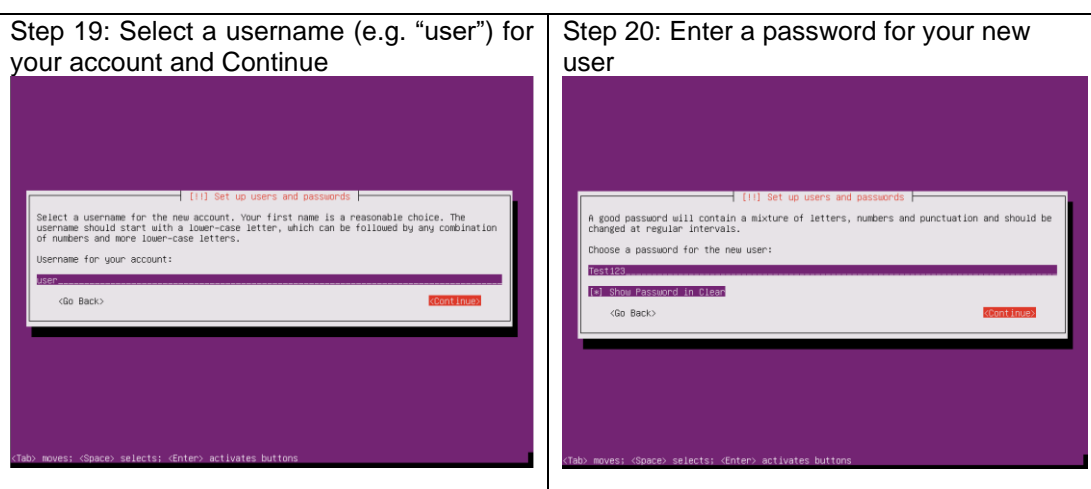 Step 19: Select a username (e.g. “user”) for
your account and Continue
[!!] Set up users and passwords
Select a username for the new account. Your first name is a reasonable choice. The
username should start with a lower-case letter, which can be followed by any combination
of numbers and more lower-case letters.
Username for your account:
user
<Go Back>
<Continue>
<Tab> moves; <Space> selects; <Enter> activates buttons
Step 20: Enter a password for your new
user
[!!] Set up users and passwords
A good password will contain a mixture of letters, numbers and punctuation and should be
changed at regular intervals.
Choose a password for the new user:
Test123
[*] Show Password in Clear
<Go Back>
<Continue>
<Tab> moves; <Space> selects; <Enter> activates buttons